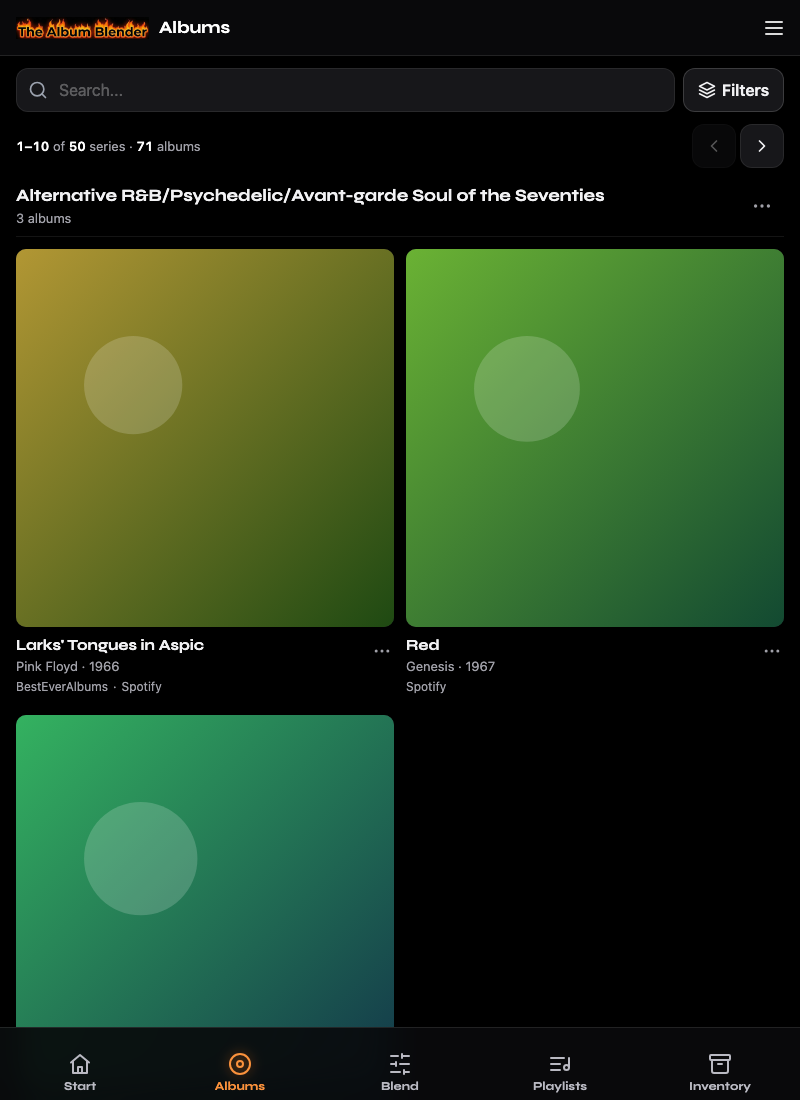 The Album Blender Albums
Search... Filters
1–10 of 50 series · 71 albums
Alternative R&B/Psychedelic/Avant-garde Soul of the Seventies
3 albums
Larks' Tongues in Aspic
Pink Floyd · 1966
BestEverAlbums · Spotify
Red
Genesis · 1967
Spotify
Start Albums Blend Playlists Inventory